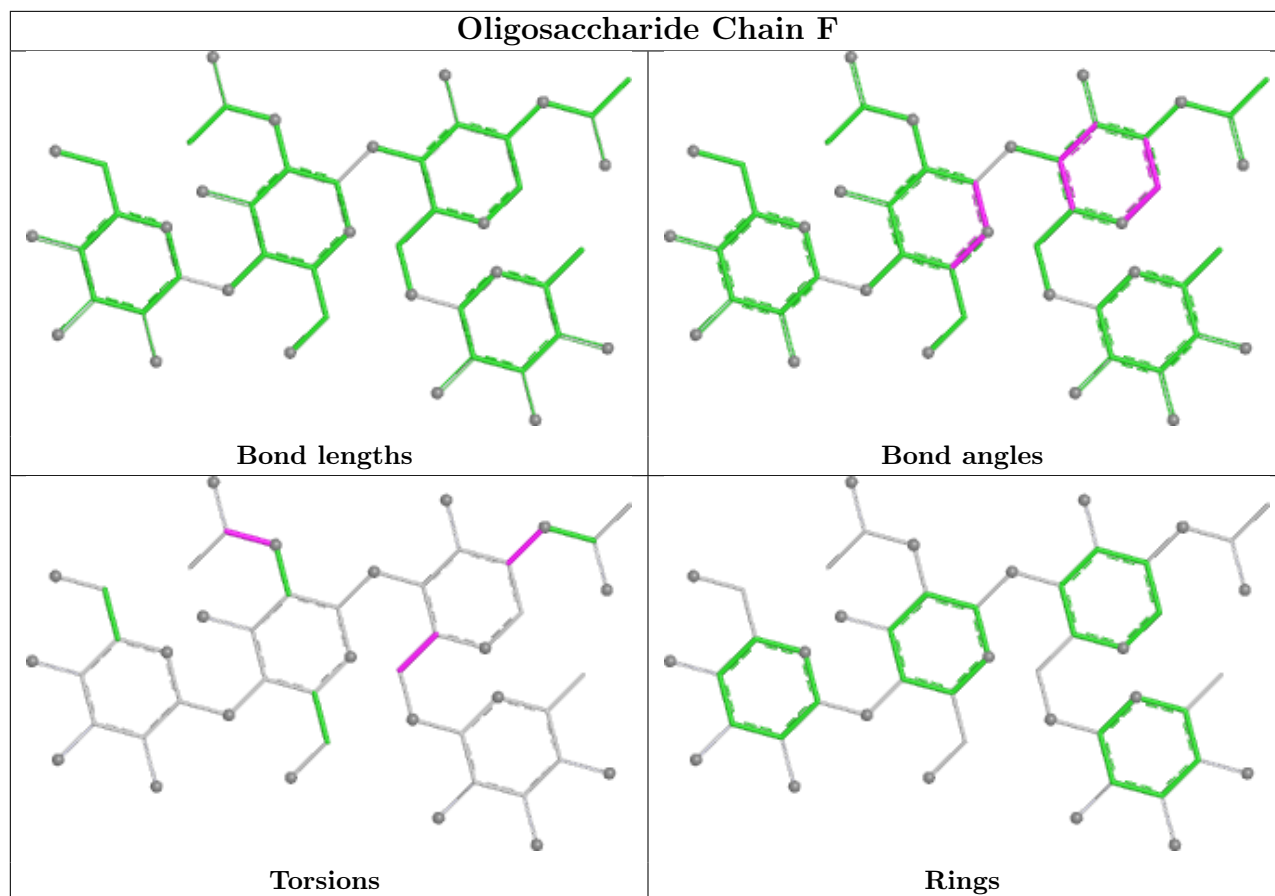 Oligosaccharide Chain F
Bond lengths
Bond angles
Torsions
Rings